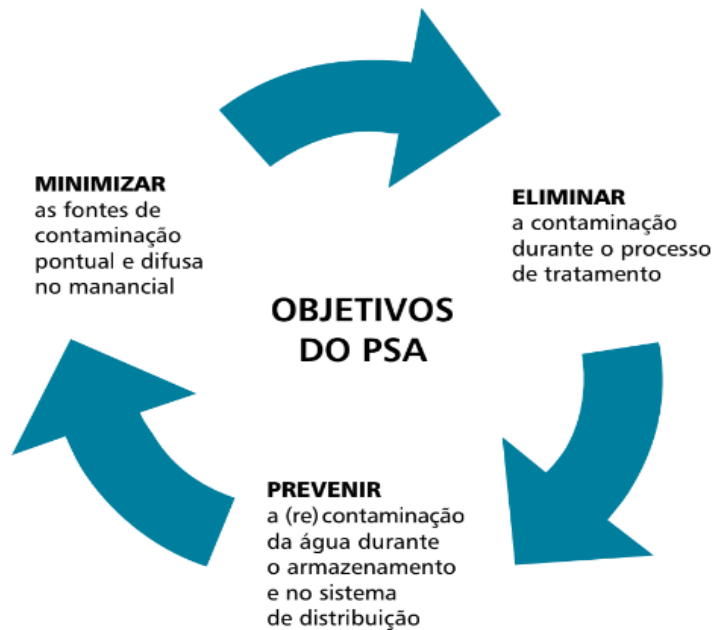 MINIMIZAR
as fontes de
contaminação
pontual e difusa
no manancial
ELIMINAR
a contaminação
durante o processo
de tratamento
OBJETIVOS
DO PSA
PREVENIR
a (re) contaminação
da água durante
o armazenamento
e no sistema
de distribuição